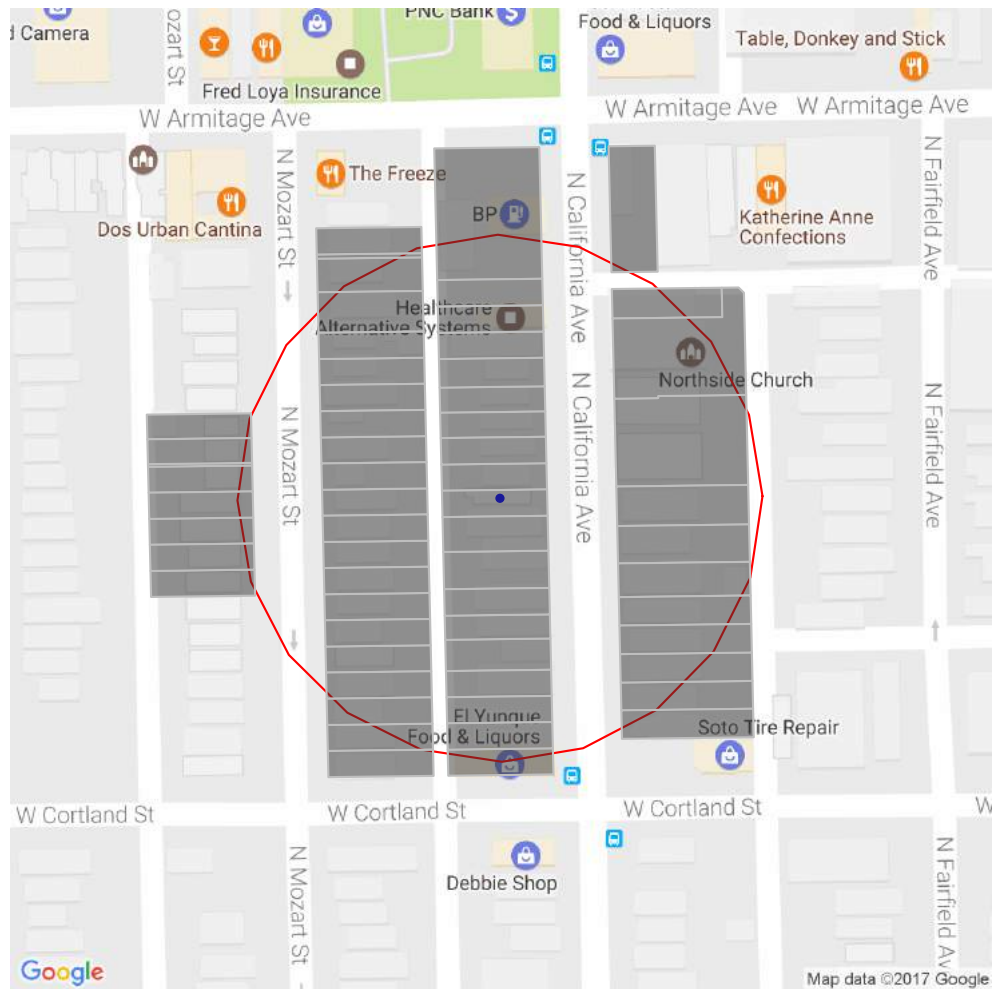 d Camera
ozart St
PNC Bank
Food & Liquors
Table, Donkey and Stick
Fred Loya Insurance
W Armitage Ave
W Armitage Ave
W Armitage Ave
N Mozart St
The Freeze
N California Ave
N Fairfield Ave
Dos Urban Cantina
BP
Katherine Anne
Confections
Healthcare
Alternative Systems
Northside Church
N Mozart St
N California Ave
N Fairfield Ave
El Yunque
Food & Liquors
Soto Tire Repair
W Cortland St
W Cortland St
W Cortland St
W
N Mozart St
Debbie Shop
N Fairfield Ave
Google
Map data ©2017 Google